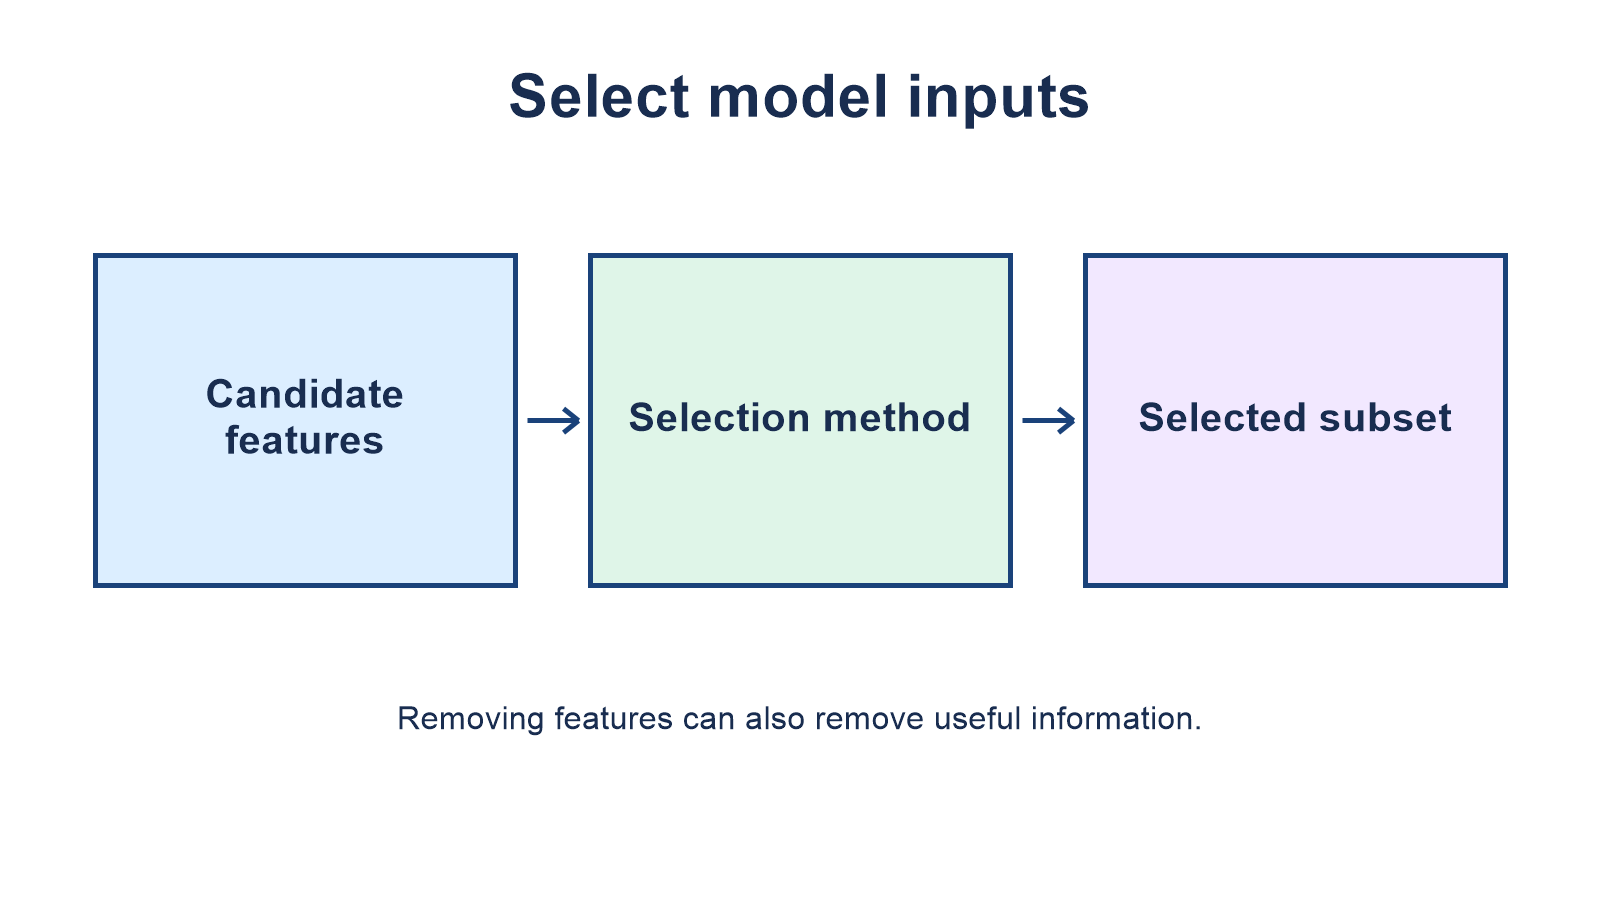 Select model inputs
Candidate
features
Selection method
Selected subset
Removing features can also remove useful information.